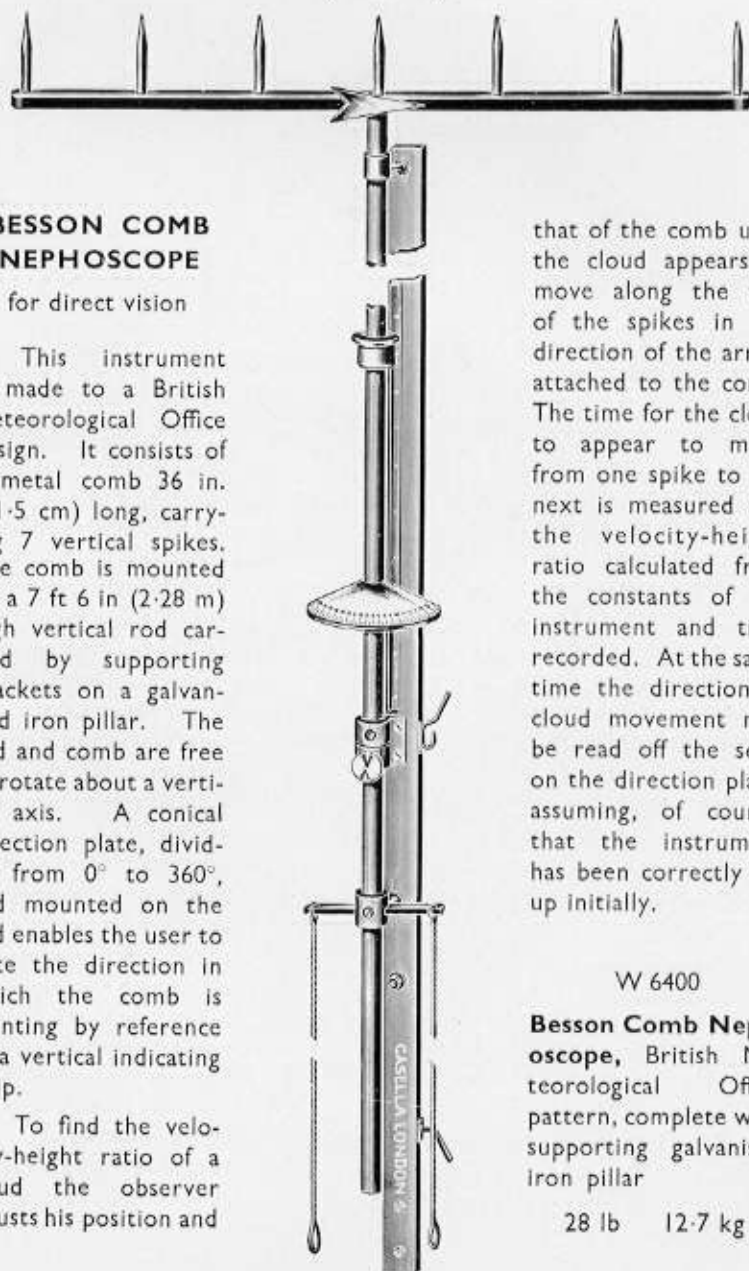 BESSON COMB
NEPHOSCOPE
for direct vision
This instrument
made to a British
eteorological Office
sign. It consists of
metal comb 36 in.
1·5 cm) long, carry-
g 7 vertical spikes.
e comb is mounted
a 7 ft 6 in (2·28 m)
gh vertical rod car-
d by supporting
ackets on a galvan-
d iron pillar. The
d and comb are free
rotate about a verti-
axis. A conical
ection plate, divid-
from 0° to 360°,
d mounted on the
d enables the user to
te the direction in
ich the comb is
nting by reference
a vertical indicating
p.
To find the velo-
y-height ratio of a
ud the observer
usts his position and
CASELLA LONDON
that of the comb u
the cloud appears
move along the
of the spikes in
direction of the arr
attached to the co
The time for the cl
to appear to m
from one spike to
next is measured
the velocity-hei
ratio calculated fr
the constants of
instrument and ti
recorded. At the sa
time the direction
cloud movement m
be read off the s
on the direction pla
assuming, of cour
that the instrum
has been correctly
up initially.
W 6400
Besson Comb Nep
oscope, British M
teorological Off
pattern, complete w
supporting galvani
iron pillar
28 lb 12·7 kg